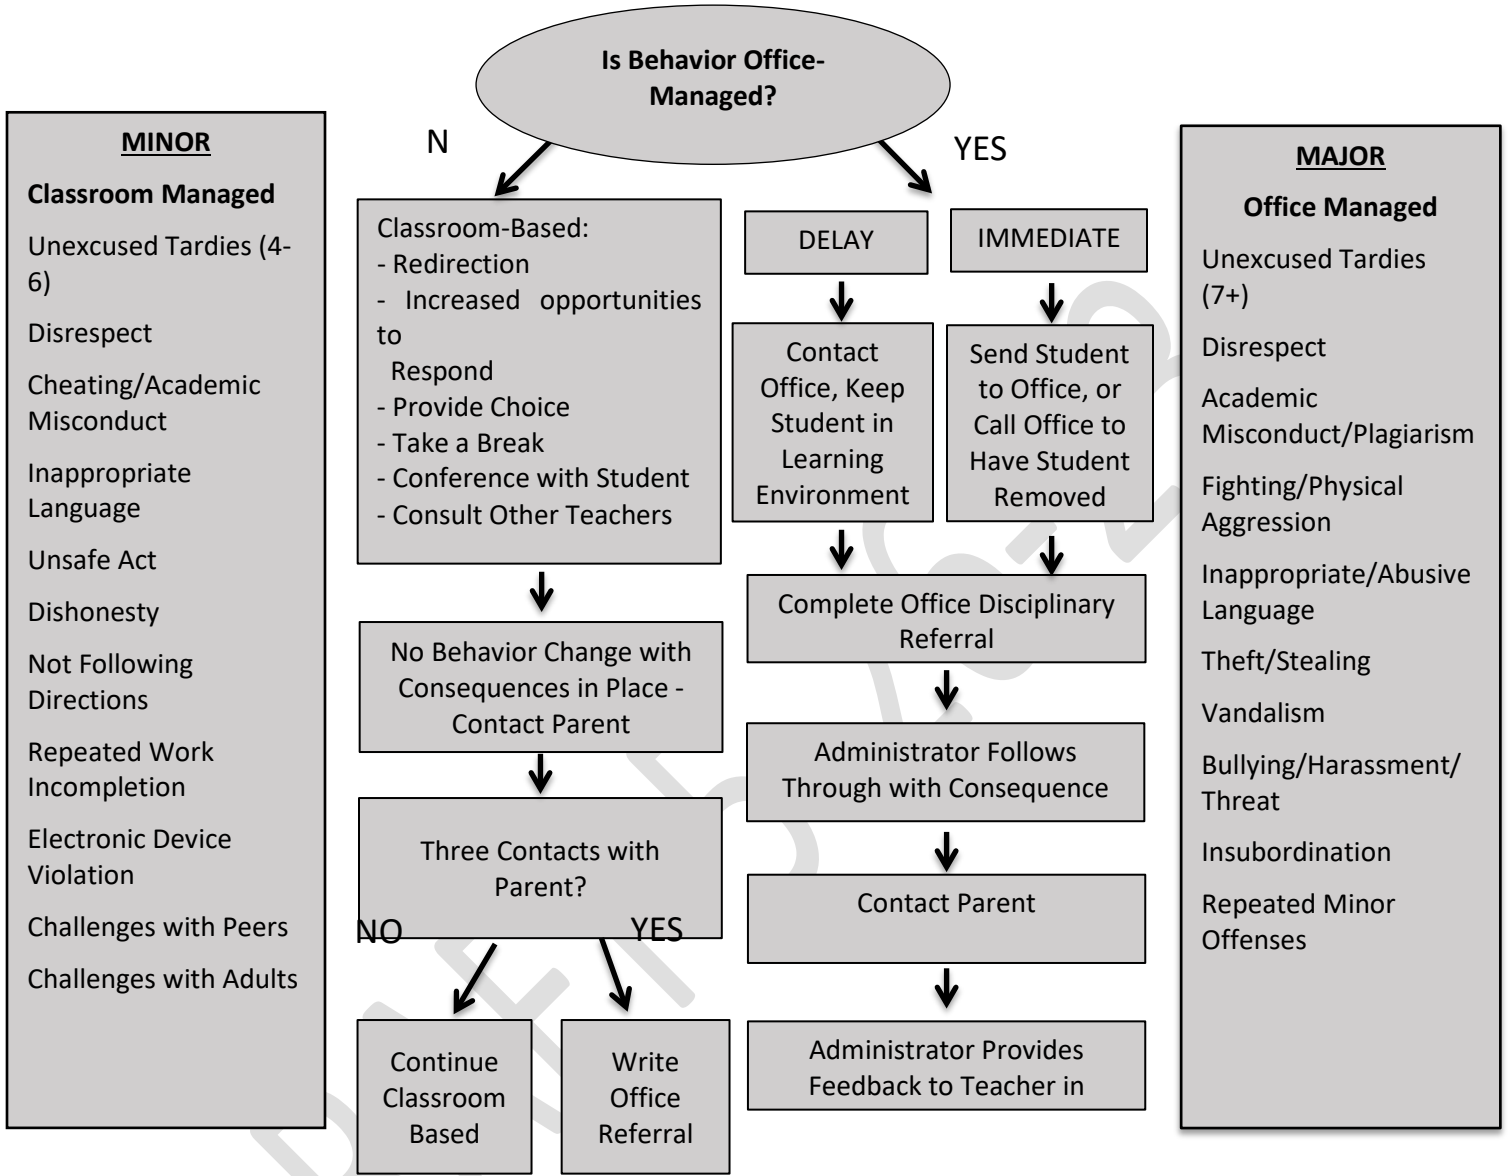 Is Behavior Office-
Managed?
N
YES
MINOR
Classroom Managed
Unexcused Tardies (4-
6)
Disrespect
Cheating/Academic
Misconduct
Inappropriate
Language
Unsafe Act
Dishonesty
Not Following
Directions
Repeated Work
Incompletion
Electronic Device
Violation
Challenges with Peers
Challenges with Adults
Classroom-Based:
- Redirection
- Increased opportunities
to
Respond
- Provide Choice
- Take a Break
- Conference with Student
- Consult Other Teachers
No Behavior Change with
Consequences in Place -
Contact Parent
Three Contacts with
Parent?
NO
YES
Continue
Classroom
Based
Write
Office
Referral
DELAY
Contact
Office, Keep
Student in
Learning
Environment
IMMEDIATE
Send Student
to Office, or
Call Office to
Have Student
Removed
Complete Office Disciplinary
Referral
Administrator Follows
Through with Consequence
Contact Parent
Administrator Provides
Feedback to Teacher in
MAJOR
Office Managed
Unexcused Tardies
(7+)
Disrespect
Academic
Misconduct/Plagiarism
Fighting/Physical
Aggression
Inappropriate/Abusive
Language
Theft/Stealing
Vandalism
Bullying/Harassment/
Threat
Insubordination
Repeated Minor
Offenses